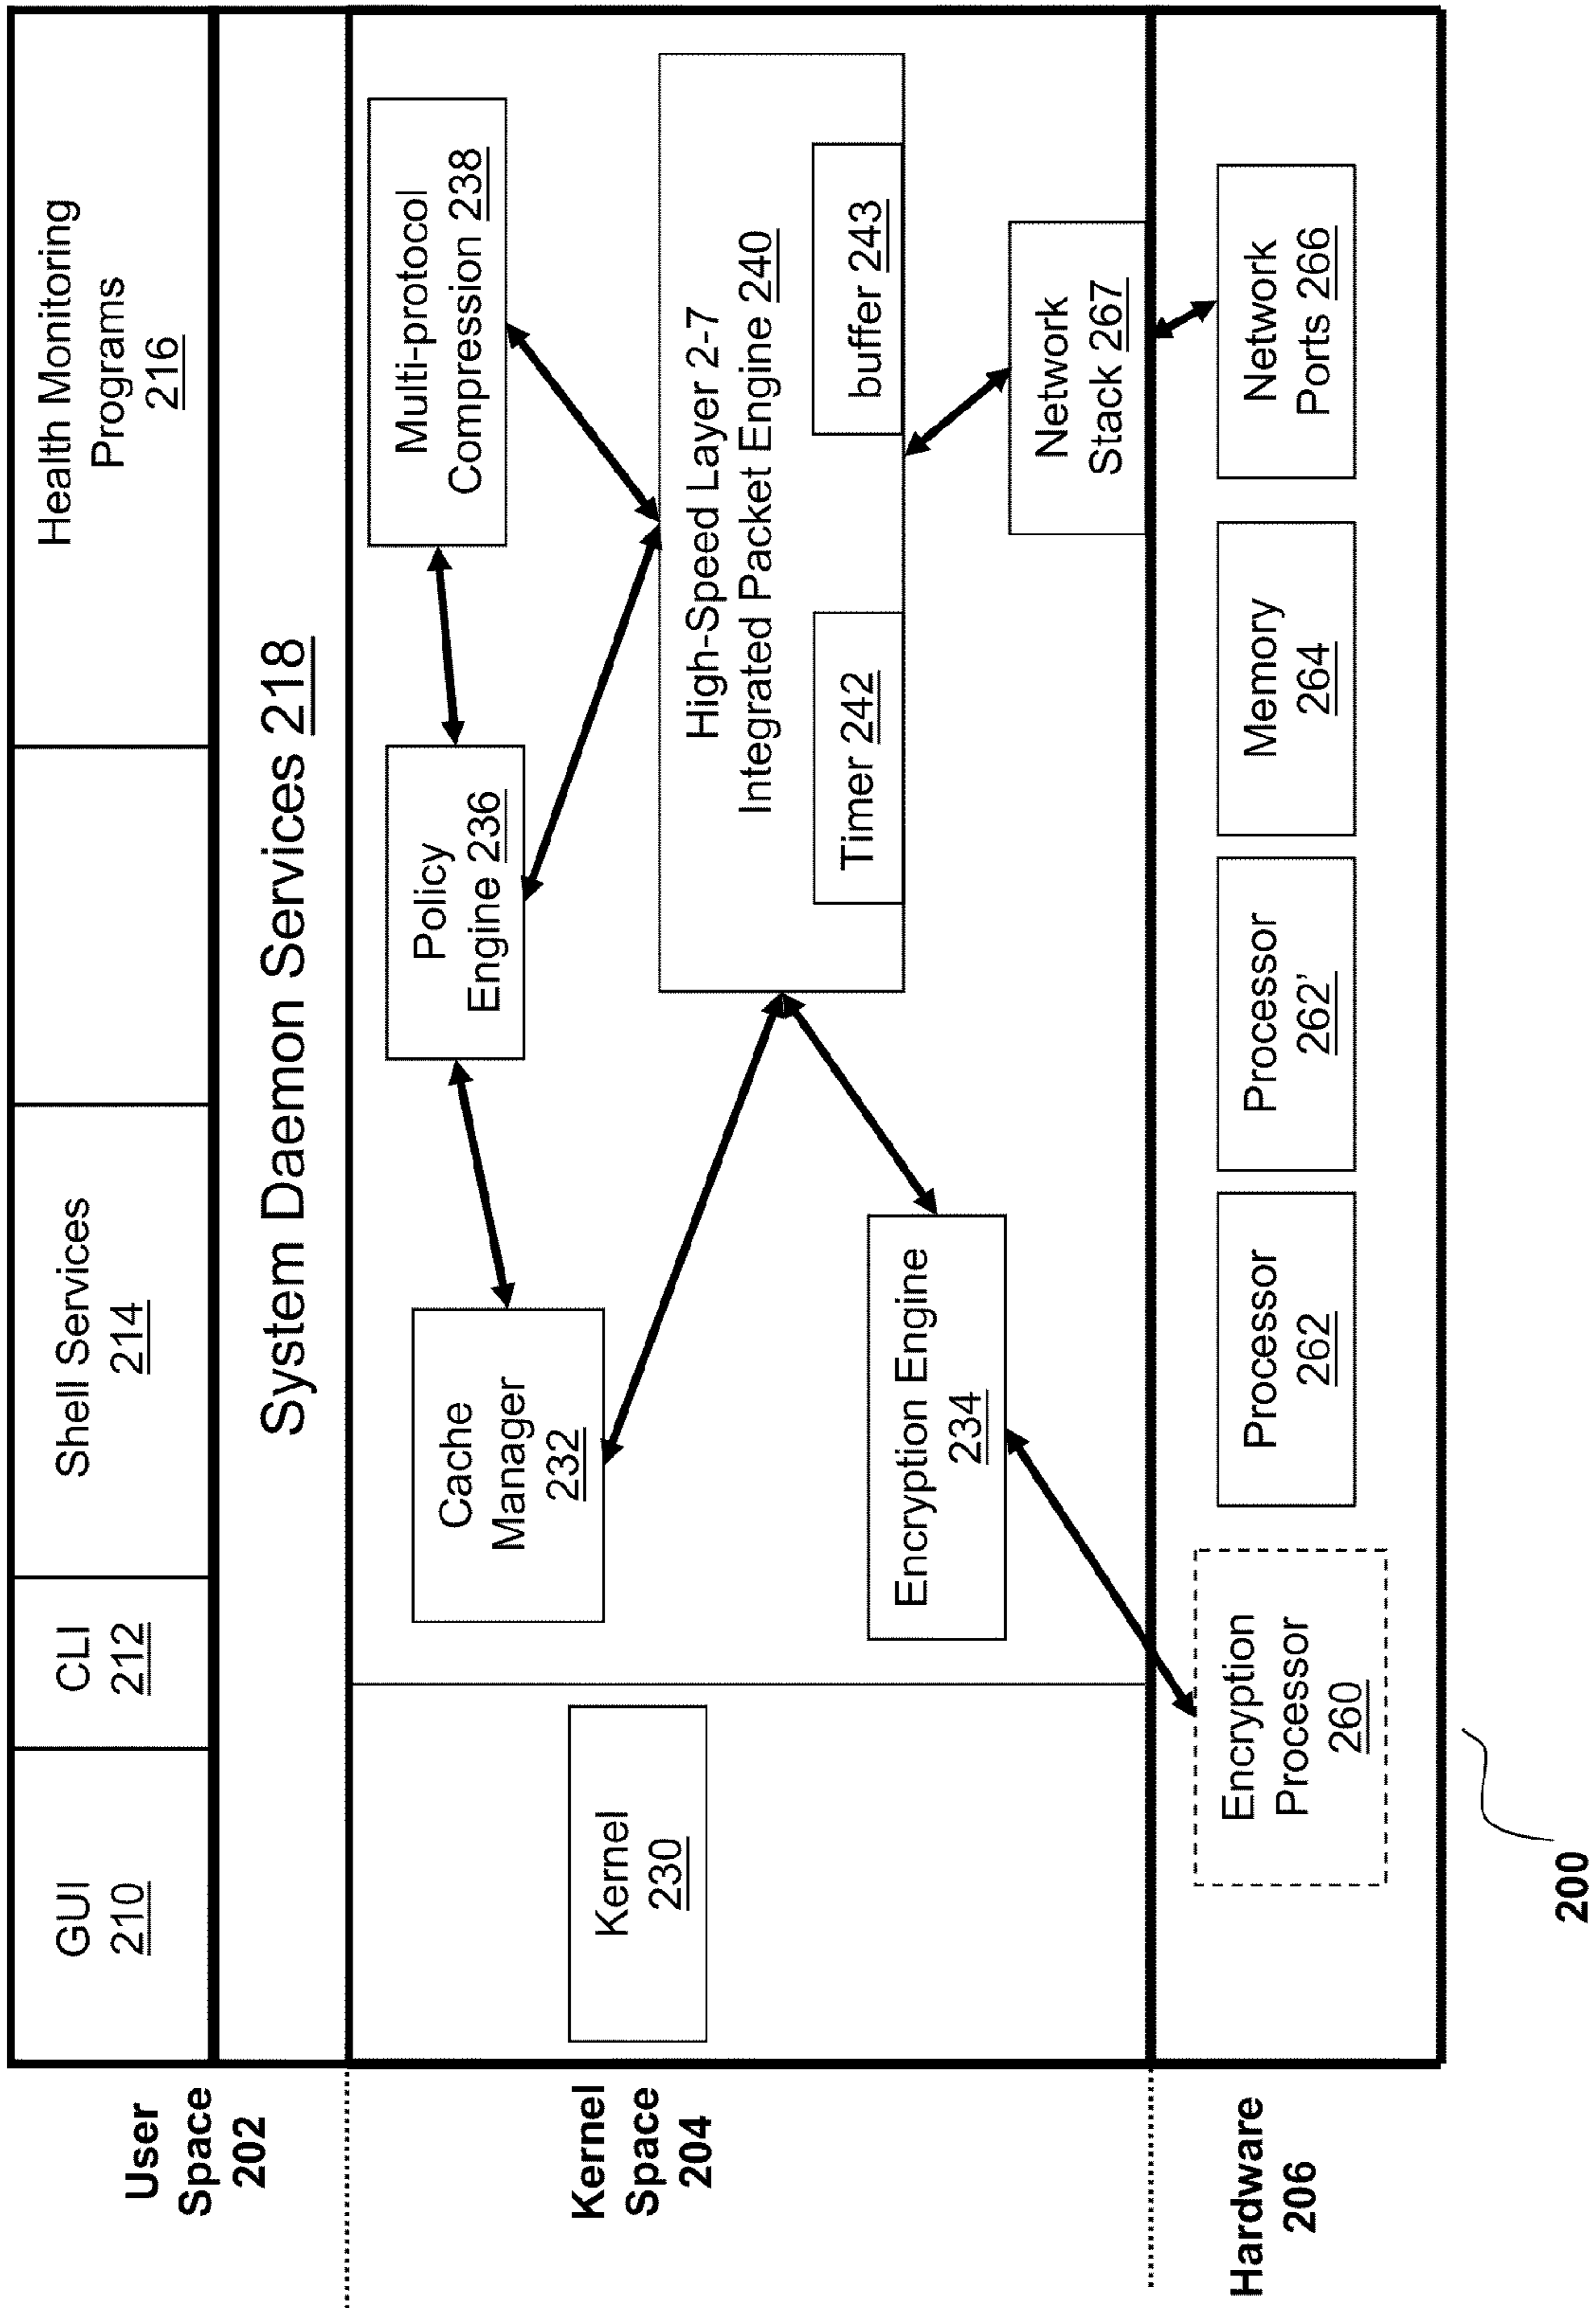 User
Space
202
GUI
210
CLI
212
Shell Services
214
Health Monitoring
Programs
216
System Daemon Services 218
Kernel
Space
204
Kernel
230
Cache
Manager
232
Policy
Engine 236
Multi-protocol
Compression 238
High-Speed Layer 2-7
Integrated Packet Engine 240
Timer 242
buffer 243
Encryption Engine
234
Network
Stack 267
Hardware
206
Encryption
Processor
260
Processor
262
Processor
262’
Memory
264
Network
Ports 266
200